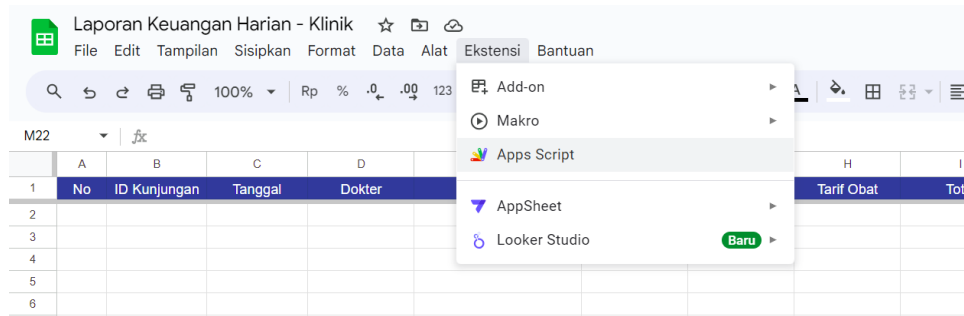 Laporan Keuangan Harian - Klinik
File Edit Tampilan Sisipkan Format Data Alat Ekstensi Bantuan
100% Rp % .0 .00 123 A
Add-on
Makro
M22 fx
Apps Script
A B C D H I
1 No ID Kunjungan Tanggal Dokter Tarif Obat Tot
AppSheet
2
3
Looker Studio Baru
4
5
6